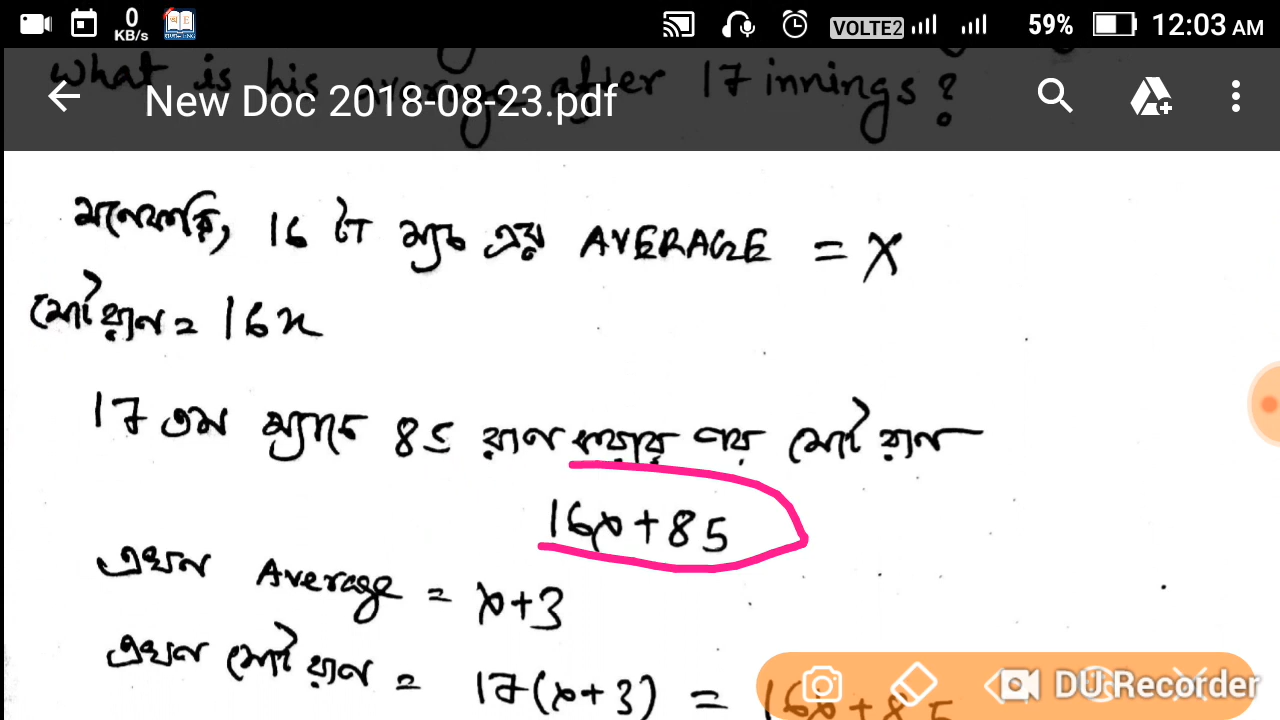 0
KB/s
VOLTE2
59%
12:03 AM
what is his average after 17 innings?
New Doc 2018-08-23.pdf
মনেকরি, 16 টা ম্যাচ এর AVERAGE = x
মোট রান = 16x
17 তম ম্যাচে 85 রান করার পর মোট রান
16x+85
এখন Average = x+3
এখন মোট রান = 17(x+3) = 16x+85
DU Recorder